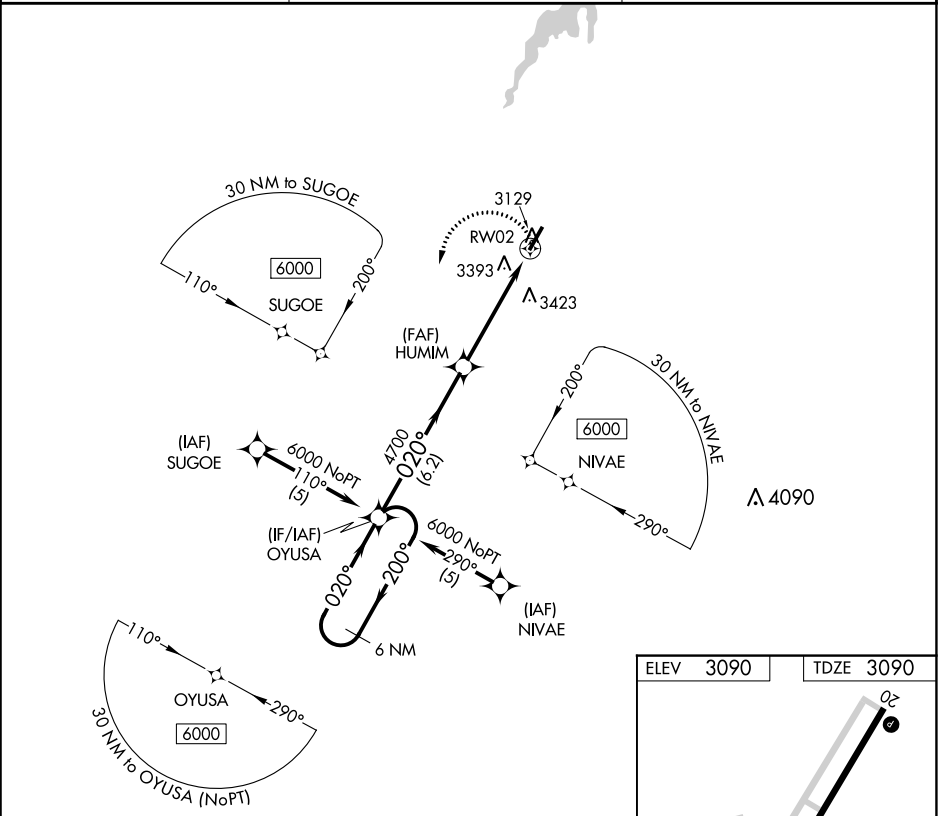 30 NM to SUGOE
6000
110°
200°
SUGOE
3129
RW02
3393
3423
(FAF)
HUMIM
30 NM to NIVAE
200°
6000
NIVAE
290°
4090
(IAF)
SUGOE
6000 NoPT
110°
(5)
4700
020°
(6.2)
(IF/IAF)
OYUSA
6000 NoPT
290°
(5)
020°
200°
(IAF)
NIVAE
6 NM
110°
OYUSA
290°
6000
30 NM to OYUSA (NoPT)
ELEV 3090
TDZE 3090
20
P